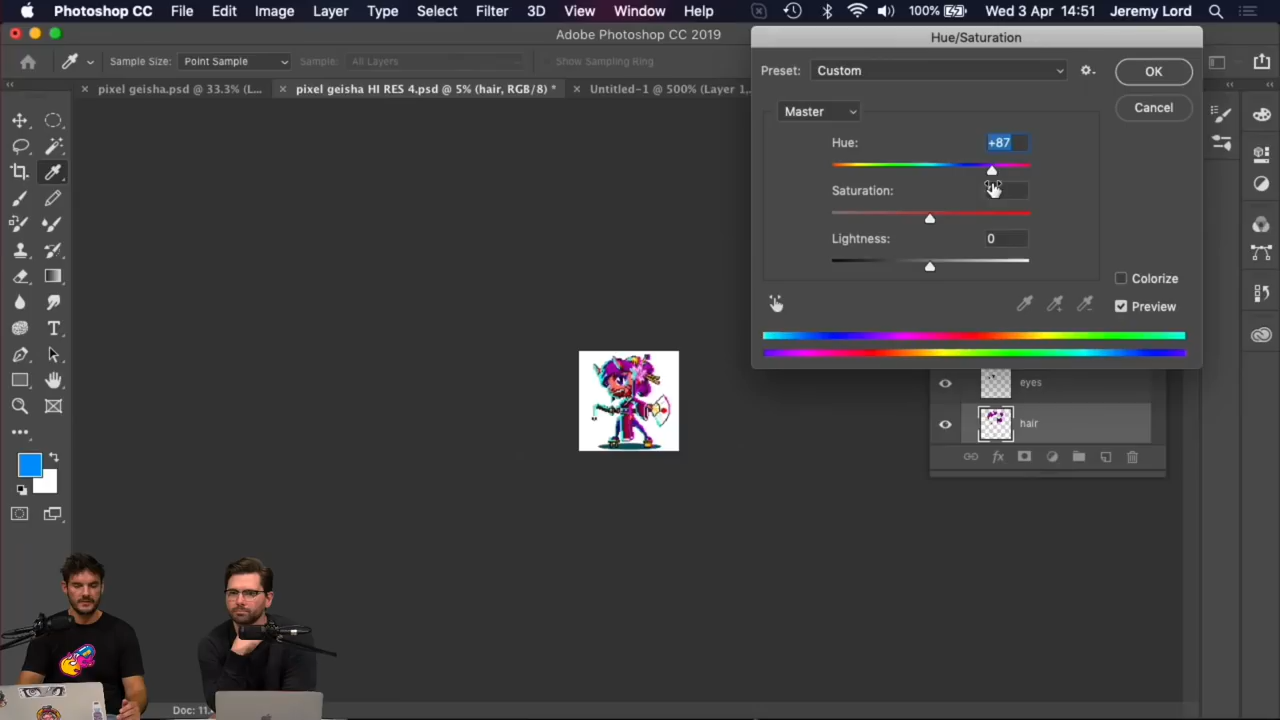 Photoshop CC File Edit Image Layer Type Select Filter 3D View Window Help 100% Wed 3 Apr 14:51 Jeremy Lord
Adobe Photoshop CC 2019
Hue/Saturation
Sample Size: Point Sample Sample: All Layers Show Sampling Ring
Preset: Custom OK
pixel geisha.psd @ 33.3% (L... pixel geisha HI RES 4.psd @ 5% (hair, RGB/8) * Untitled-1 @ 500% (Layer 1,...
Master Cancel
Hue: +87
Saturation:
Lightness: 0
Colorize
Preview
eyes
hair
fx
Doc: 11.